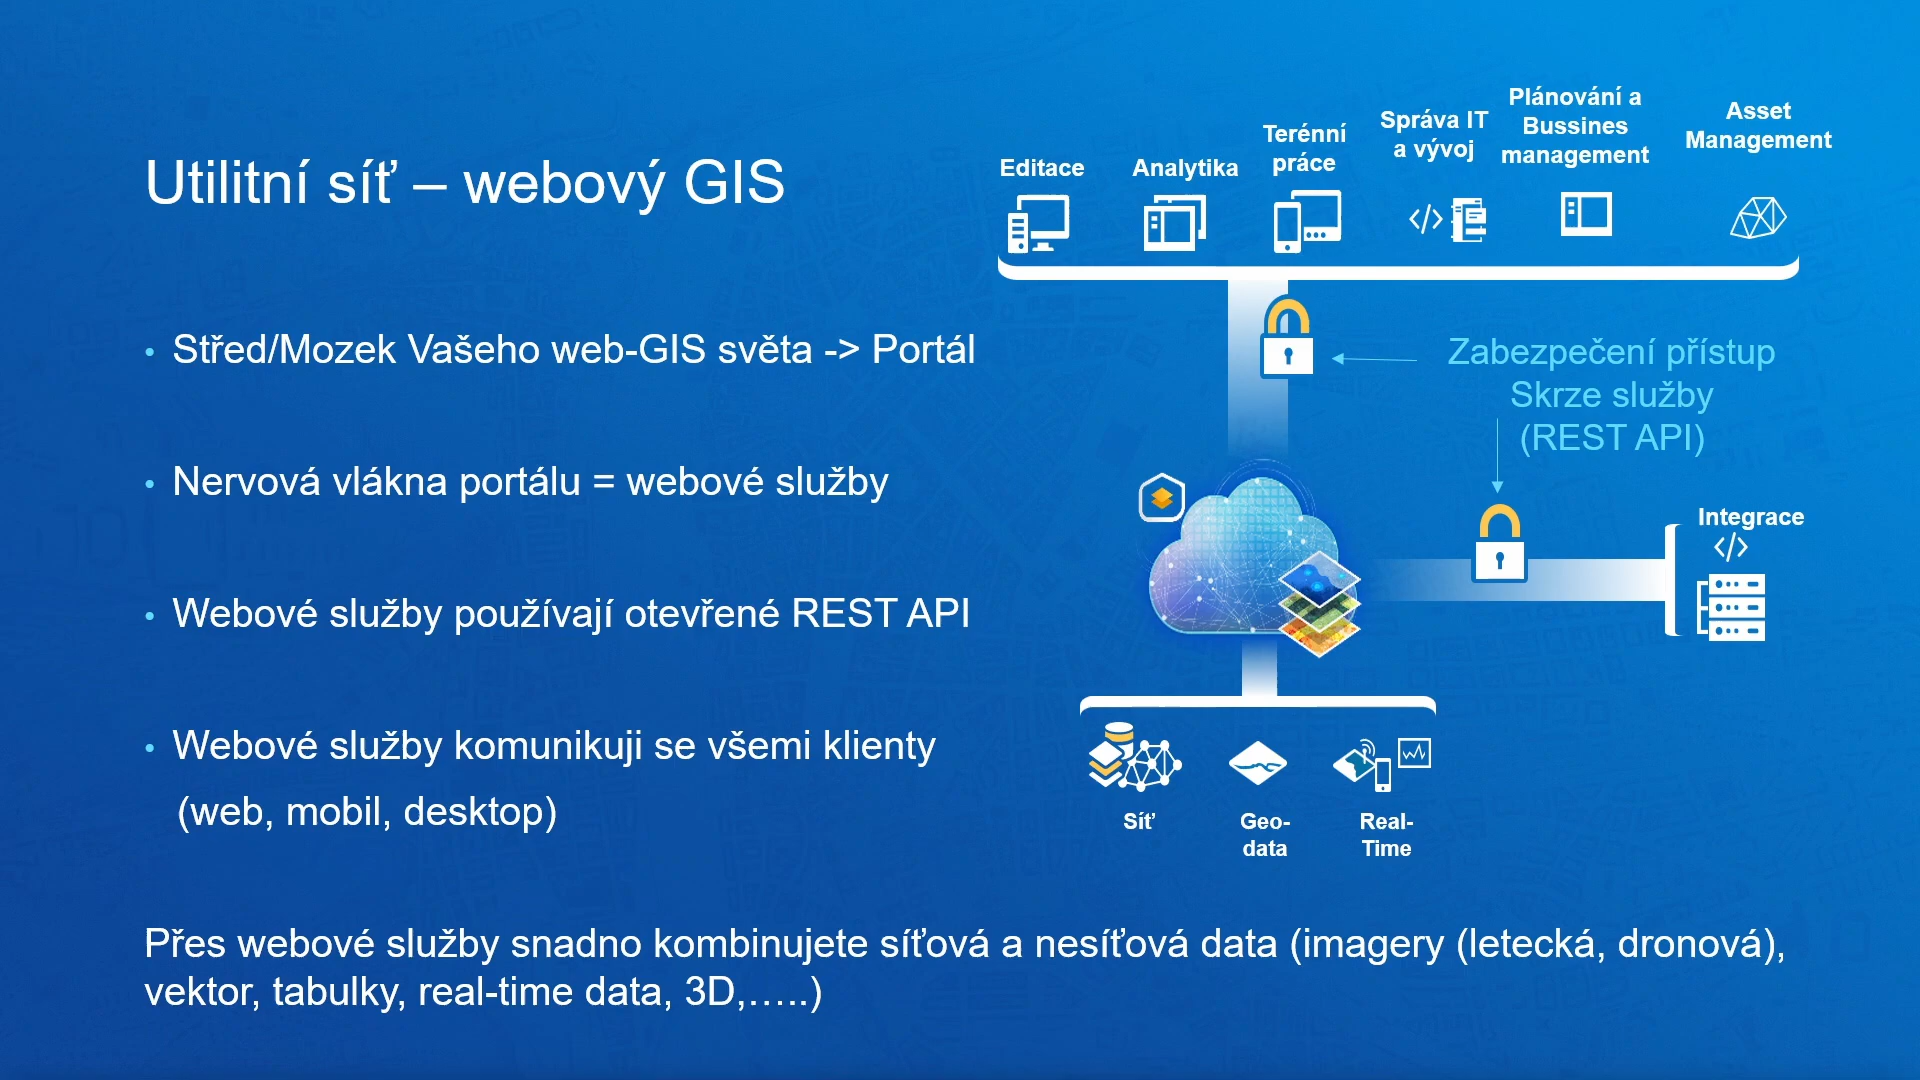 Utilitní síť – webový GIS
• Střed/Mozek Vašeho web-GIS světa -> Portál
• Nervová vlákna portálu = webové služby
• Webové služby používají otevřené REST API
• Webové služby komunikuji se všemi klienty
(web, mobil, desktop)
Editace
Analytika
Terénní
práce
Správa IT
a vývoj
Plánování a
Bussines
management
Asset
Management
Zabezpečení přístup
Skrze služby
(REST API)
Integrace
Síť
Geo-
data
Real-
Time
Přes webové služby snadno kombinujete síťová a nesíťová data (imagery (letecká, dronová),
vektor, tabulky, real-time data, 3D,…..)